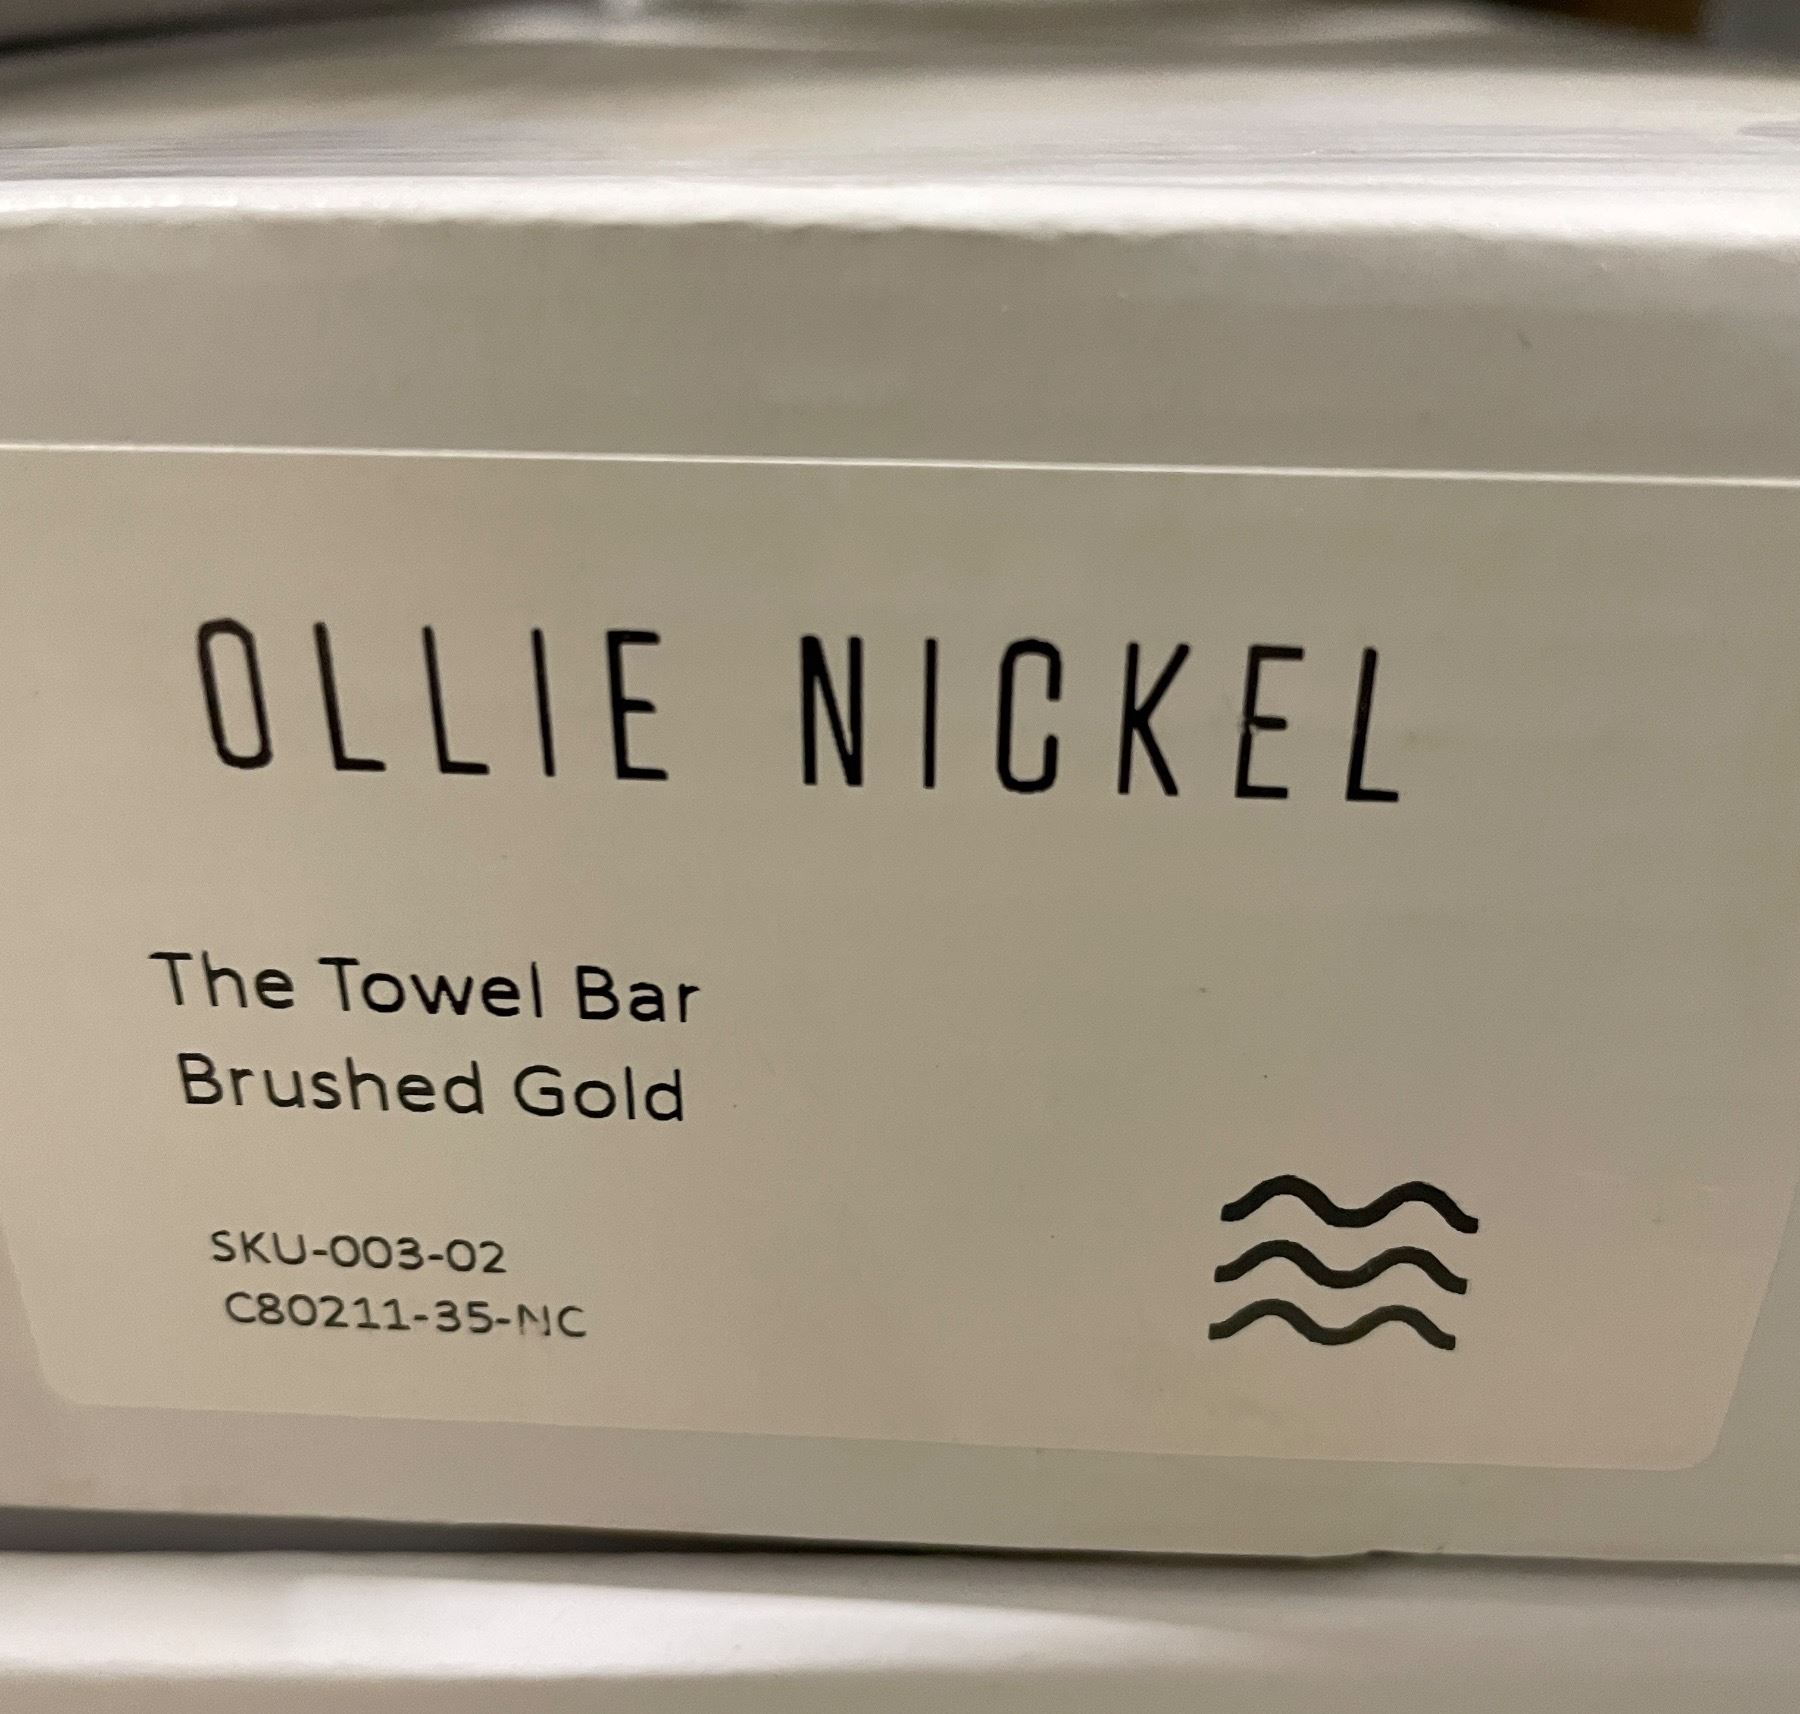 OLLIE NICKEL
The Towel Bar
Brushed Gold
SKU-003-02
C80211-35-NC